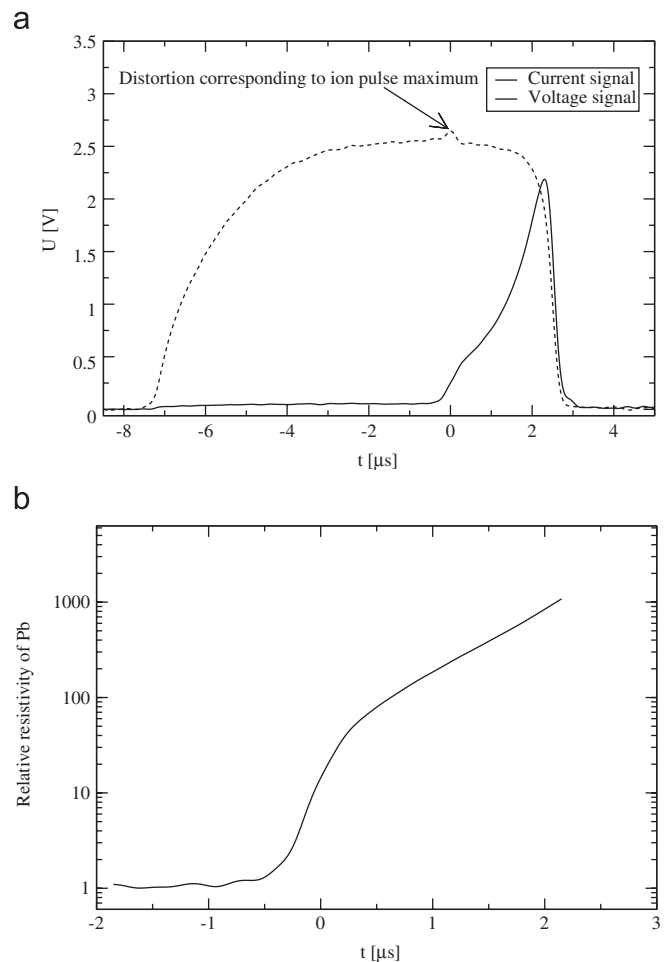 a
3.5
3
2.5
2
1.5
1
0.5
0
U [V]
Distortion corresponding to ion pulse maximum
Current signal
Voltage signal
-8 -6 -4 -2 0 2 4
t [μs]
b
1000
100
10
1
Relative resistivity of Pb
-2 -1 0 1 2 3
t [μs]